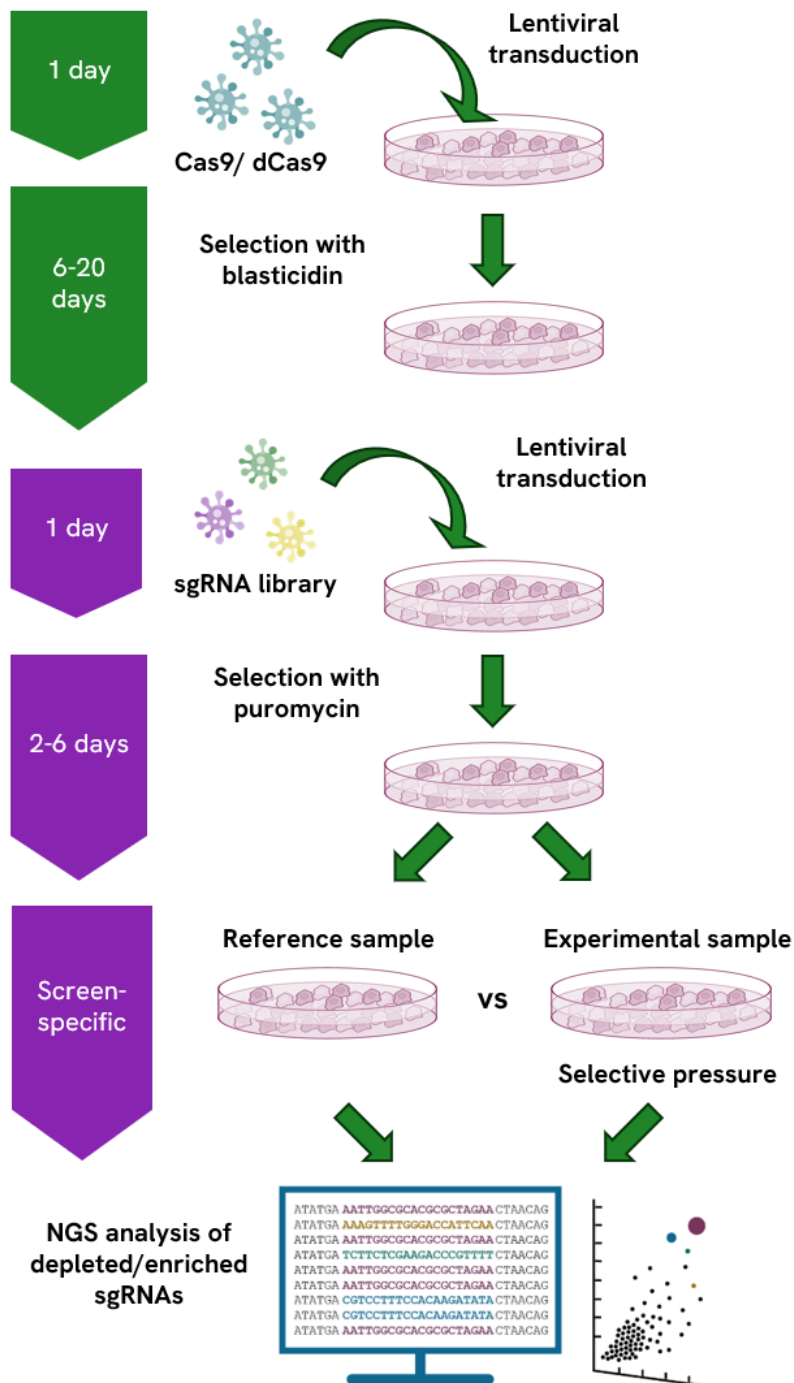 1 day
Lentiviral
transduction
Cas9/ dCas9
6-20
days
Selection with
blasticidin
1 day
Lentiviral
transduction
sgRNA library
2-6 days
Selection with
puromycin
Screen-
specific
Reference sample
vs
Experimental sample
Selective pressure
NGS analysis of
depleted/enriched
sgRNAs
ATATGA AATTGGCGCACGCGCTAGAA CTAACAG
ATATGA AAAGTTTTGGGACCATTCAA CTAACAG
ATATGA AATTGGCGCACGCGCTAGAA CTAACAG
ATATGA TCTTCTCGAAGACCCGTTTT CTAACAG
ATATGA AATTGGCGCACGCGCTAGAA CTAACAG
ATATGA AATTGGCGCACGCGCTAGAA CTAACAG
ATATGA CGTCCTTTCCACAAGATATA CTAACAG
ATATGA CGTCCTTTCCACAAGATATA CTAACAG
ATATGA AATTGGCGCACGCGCTAGAA CTAACAG